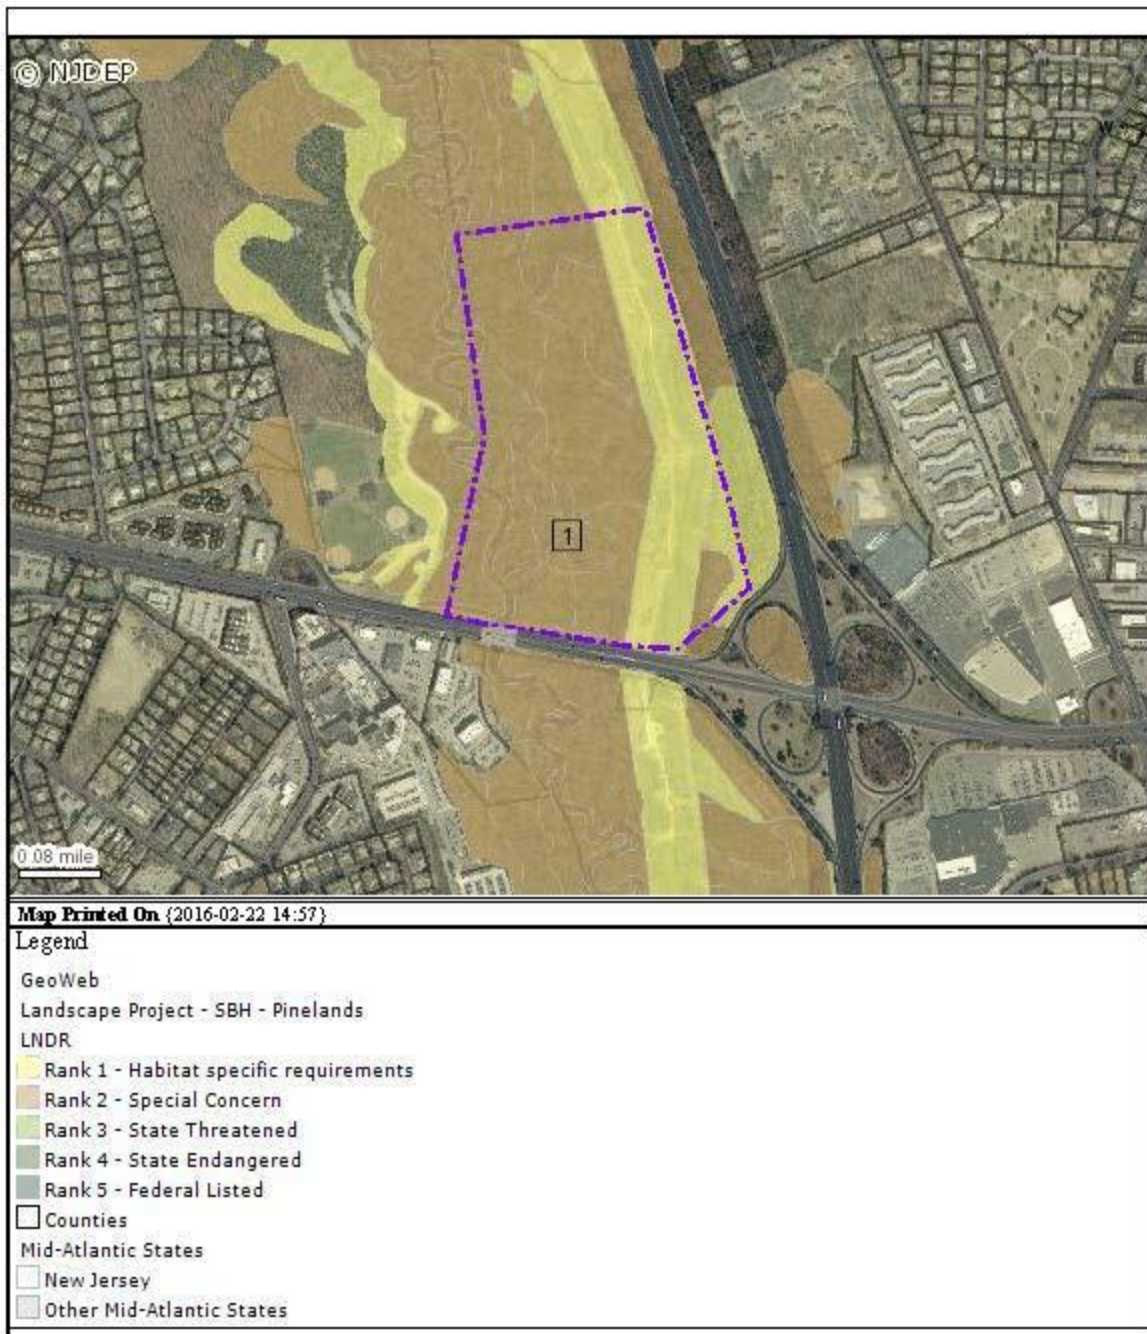 © NJDEP
W
1
0.08 mile
Map Printed On {2016-02-22 14:57}
Legend
GeoWeb
Landscape Project - SBH - Pinelands
LNDR
Rank 1 - Habitat specific requirements
Rank 2 - Special Concern
Rank 3 - State Threatened
Rank 4 - State Endangered
Rank 5 - Federal Listed
Counties
Mid-Atlantic States
New Jersey
Other Mid-Atlantic States